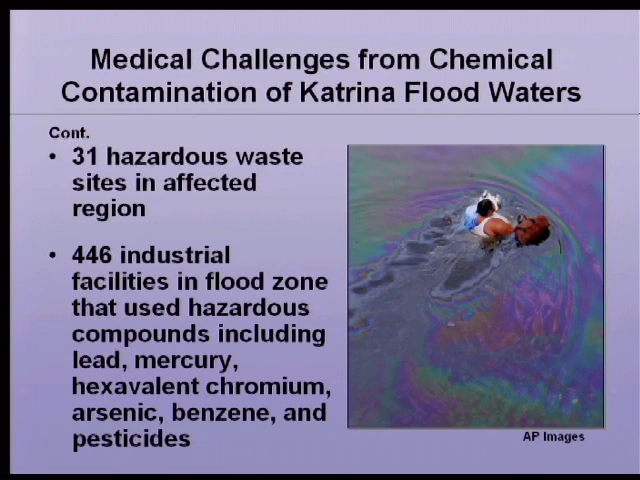 Medical Challenges from Chemical
Contamination of Katrina Flood Waters
Cont.
• 31 hazardous waste
sites in affected
region
• 446 industrial
facilities in flood zone
that used hazardous
compounds including
lead, mercury,
hexavalent chromium,
arsenic, benzene, and
pesticides
AP Images